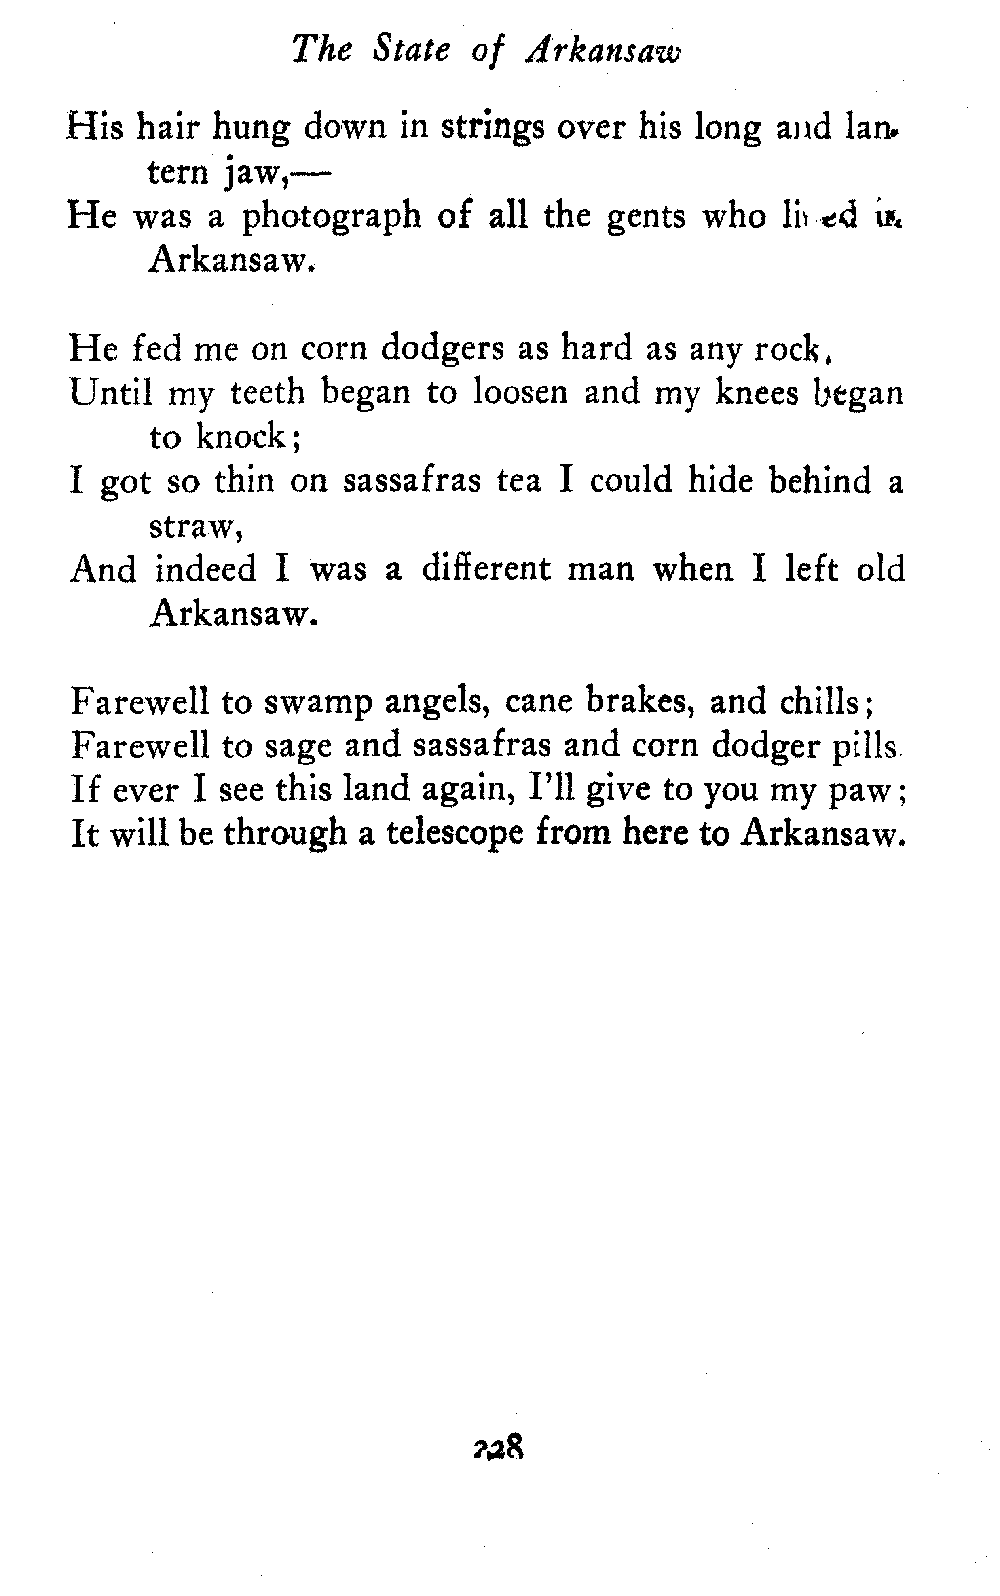 The State of Arkansaw
His hair hung down in strings over his long and lan-
tern jaw,—
He was a photograph of all the gents who lived in
Arkansaw.
He fed me on corn dodgers as hard as any rock,
Until my teeth began to loosen and my knees began
to knock;
I got so thin on sassafras tea I could hide behind a
straw,
And indeed I was a different man when I left old
Arkansaw.
Farewell to swamp angels, cane brakes, and chills;
Farewell to sage and sassafras and corn dodger pills.
If ever I see this land again, I'll give to you my paw;
It will be through a telescope from here to Arkansaw.
228